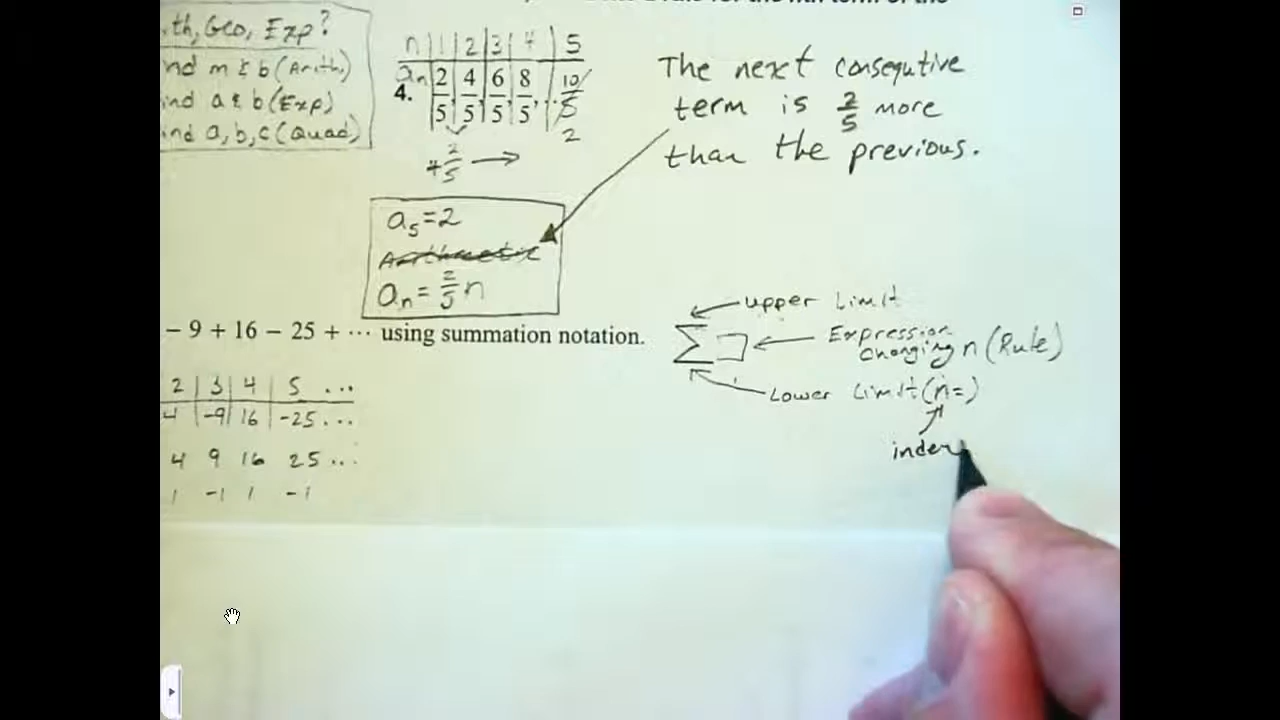 th, Geo, Exp?
nd m & b (Arith)
ind a & b (Exp)
ind a, b, c (Quad)
n 1 2 3 4 5
an
4. 2/5, 4/5, 6/5, 8/5, ... 10/5
2
+2/5
The next consequtive
term is 2/5 more
than the previous.
a5=2
Arithmetic
an=2/5 n
− 9 + 16 − 25 + ··· using summation notation.
2 3 4 5 ...
4 -9 16 -25 ...
4 9 16 25 ...
1 -1 1 -1
upper Limit
Σ
Expression
changing n (Rule)
Lower Limit (n=)
index